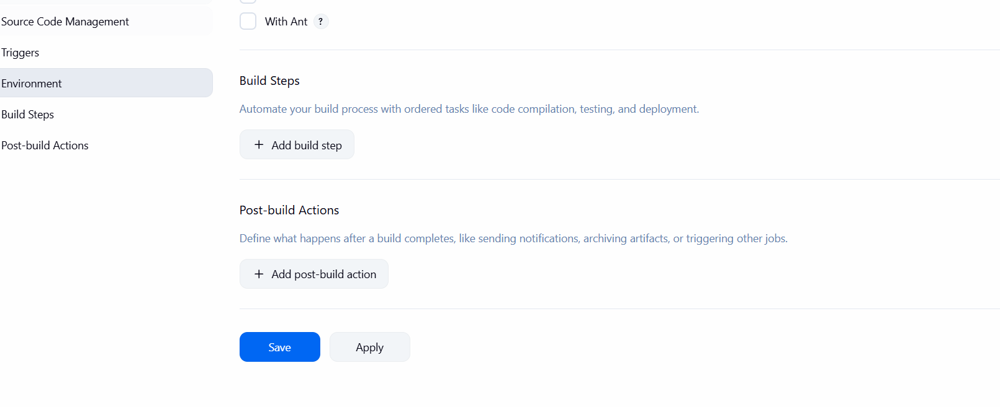 Source Code Management
Triggers
Environment
Build Steps
Post-build Actions
With Ant ?
Build Steps
Automate your build process with ordered tasks like code compilation, testing, and deployment.
+ Add build step
Post-build Actions
Define what happens after a build completes, like sending notifications, archiving artifacts, or triggering other jobs.
+ Add post-build action
Save
Apply